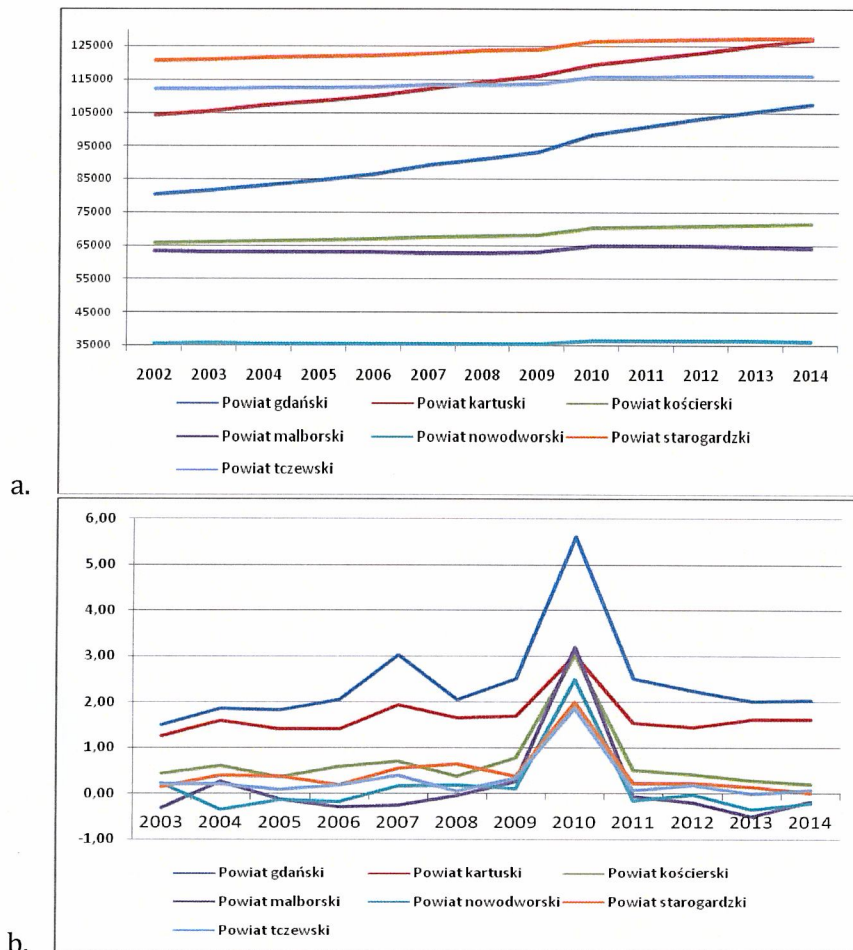 125000
115000
105000
95000
85000
75000
65000
55000
45000
35000
2002 2003 2004 2005 2006 2007 2008 2009 2010 2011 2012 2013 2014
Powiat gdański Powiat kartuski Powiat kościerski
Powiat malborski Powiat nowodworski Powiat starogardzki
Powiat tczewski
a.
6,00
5,00
4,00
3,00
2,00
1,00
0,00
-1,00
2003 2004 2005 2006 2007 2008 2009 2010 2011 2012 2013 2014
Powiat gdański Powiat kartuski Powiat kościerski
Powiat malborski Powiat nowodworski Powiat starogardzki
Powiat tczewski
b.